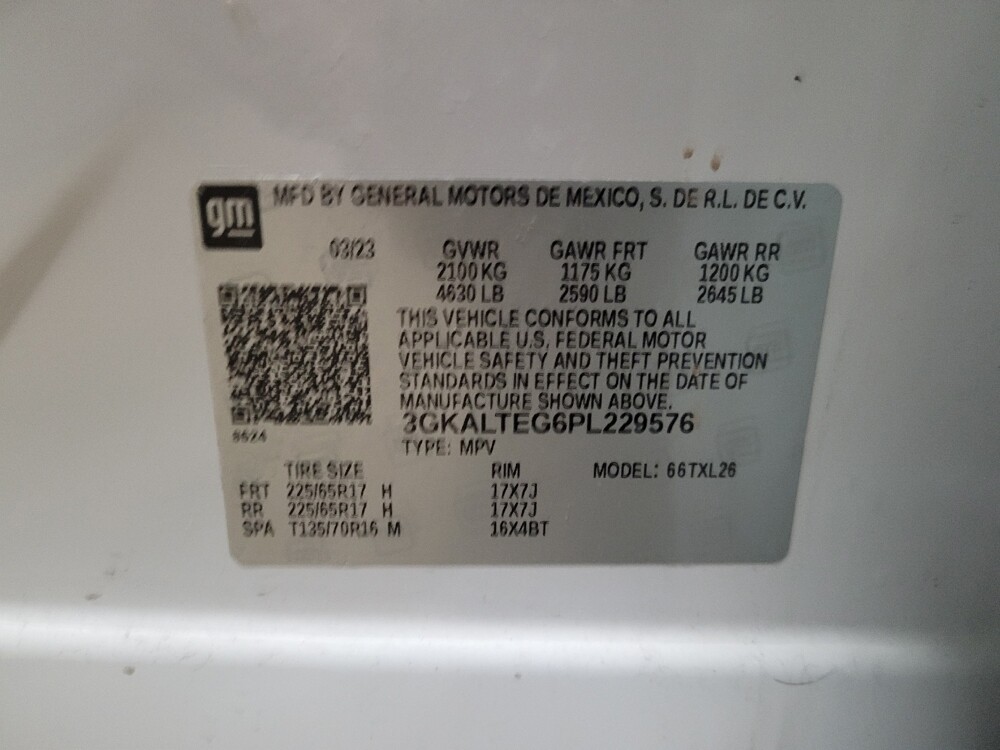 gm MFD BY GENERAL MOTORS DE MEXICO, S. DE R.L. DE C.V.
03/23 GVWR GAWR FRT GAWR RR
2100 KG 1175 KG 1200 KG
4630 LB 2590 LB 2645 LB
THIS VEHICLE CONFORMS TO ALL
APPLICABLE U.S. FEDERAL MOTOR
VEHICLE SAFETY AND THEFT PREVENTION
STANDARDS IN EFFECT ON THE DATE OF
MANUFACTURE SHOWN ABOVE.
3GKALTEG6PL229576
8624
TYPE: MPV
TIRE SIZE RIM MODEL: 66TXL26
FRT 225/65R17 H 17X7J
RR 225/65R17 H 17X7J
SPA T135/70R16 M 16X4BT